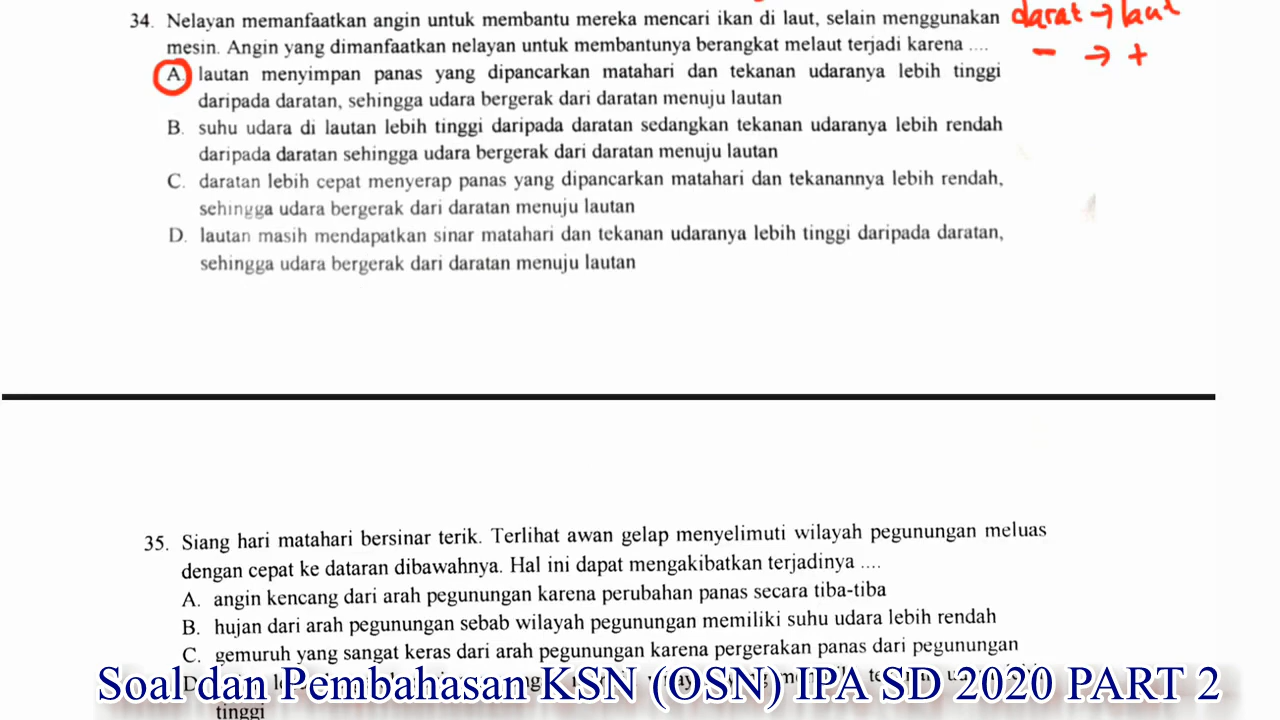 34. Nelayan memanfaatkan angin untuk membantu mereka mencari ikan di laut, selain menggunakan darat → laut
mesin. Angin yang dimanfaatkan nelayan untuk membantunya berangkat melaut terjadi karena ....
− → +
A. lautan menyimpan panas yang dipancarkan matahari dan tekanan udaranya lebih tinggi
daripada daratan, sehingga udara bergerak dari daratan menuju lautan
B. suhu udara di lautan lebih tinggi daripada daratan sedangkan tekanan udaranya lebih rendah
daripada daratan sehingga udara bergerak dari daratan menuju lautan
C. daratan lebih cepat menyerap panas yang dipancarkan matahari dan tekanannya lebih rendah,
sehingga udara bergerak dari daratan menuju lautan
D. lautan masih mendapatkan sinar matahari dan tekanan udaranya lebih tinggi daripada daratan,
sehingga udara bergerak dari daratan menuju lautan
35. Siang hari matahari bersinar terik. Terlihat awan gelap menyelimuti wilayah pegunungan meluas
dengan cepat ke dataran dibawahnya. Hal ini dapat mengakibatkan terjadinya ....
A. angin kencang dari arah pegunungan karena perubahan panas secara tiba-tiba
B. hujan dari arah pegunungan sebab wilayah pegunungan memiliki suhu udara lebih rendah
C. gemuruh yang sangat keras dari arah pegunungan karena pergerakan panas dari pegunungan
D.
Soal dan Pembahasan KSN (OSN) IPA SD 2020 PART 2
tinggi